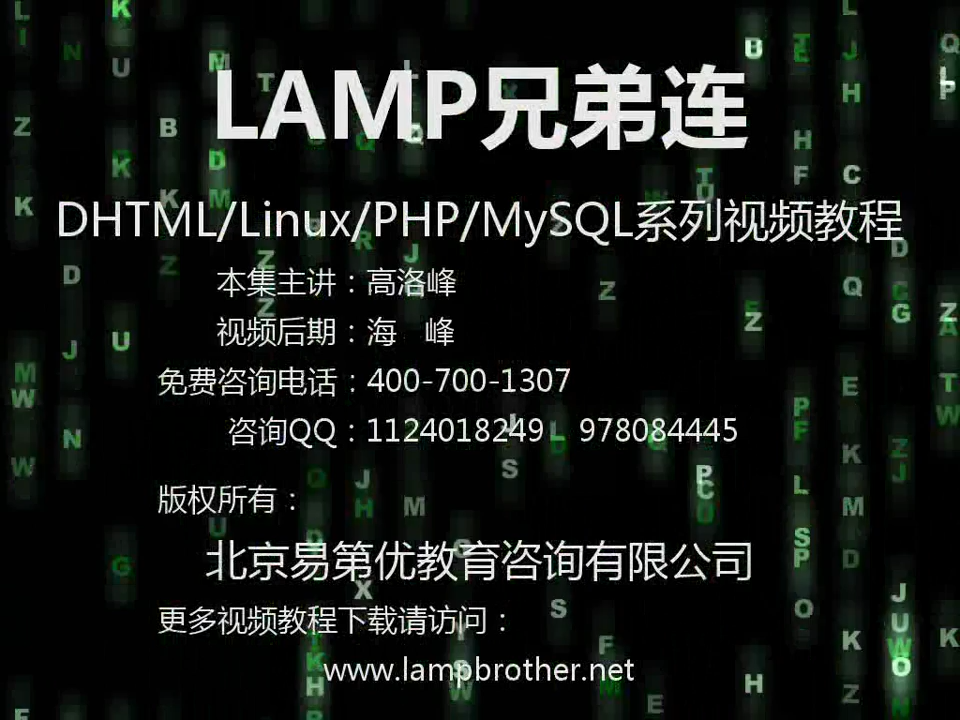 LAMP兄弟连
DHTML/Linux/PHP/MySQL系列视频教程
本集主讲：高洛峰
视频后期：海 峰
免费咨询电话：400-700-1307
咨询QQ：1124018249 978084445
版权所有：
北京易第优教育咨询有限公司
更多视频教程下载请访问：
www.lampbrother.net